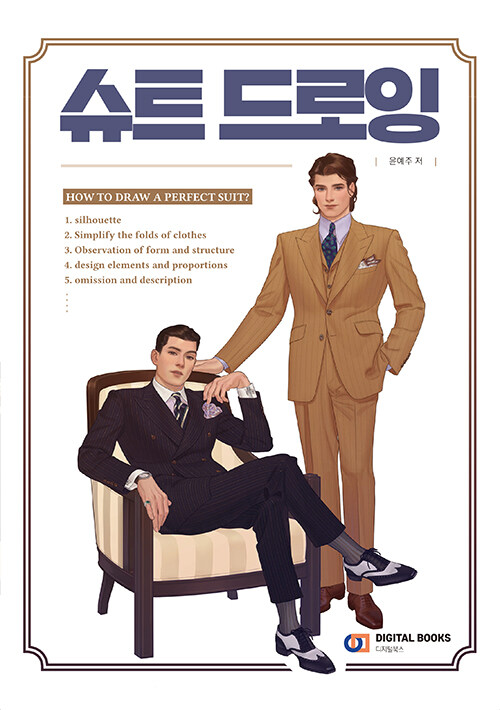 슈트 드로잉
| 윤예주 저 |
HOW TO DRAW A PERFECT SUIT?
1. silhouette
2. Simplify the folds of clothes
3. Observation of form and structure
4. design elements and proportions
5. omission and description
DIGITAL BOOKS
디지털북스